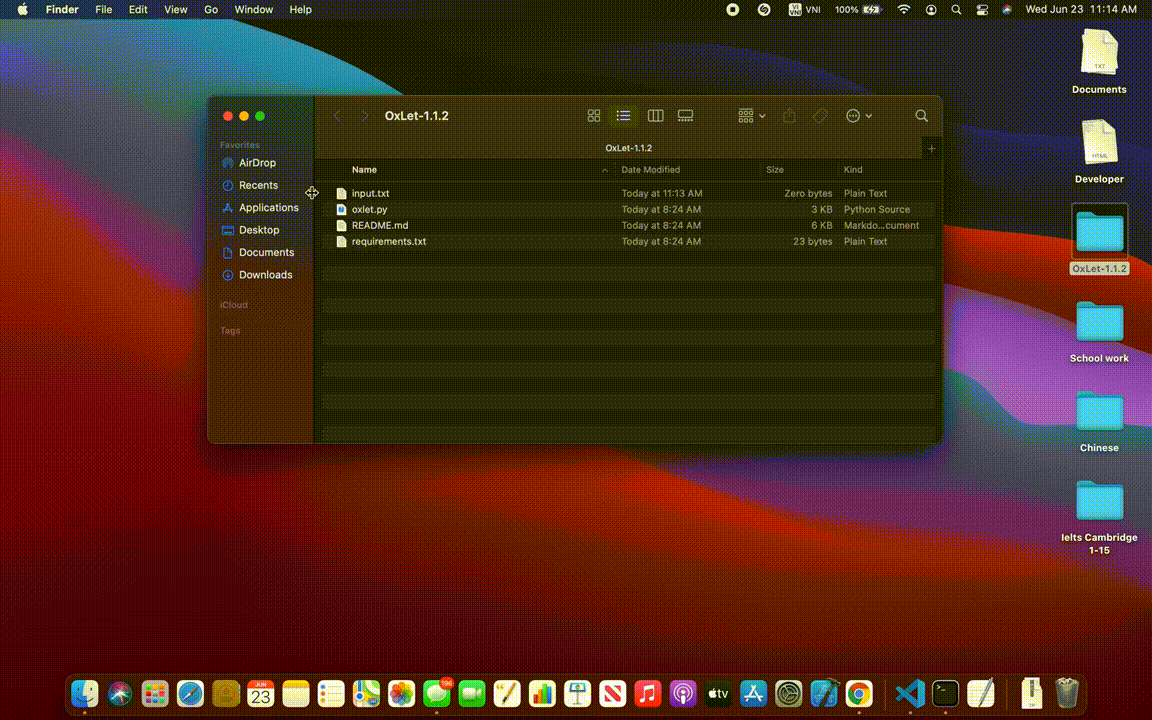 Finder File Edit View Go Window Help VNI 100% Wed Jun 23 11:14 AM
OxLet-1.1.2
OxLet-1.1.2
Favorites
AirDrop
Recents
Applications
Desktop
Documents
Downloads
iCloud
Tags
Name Date Modified Size Kind
input.txt Today at 11:13 AM Zero bytes Plain Text
oxlet.py Today at 8:24 AM 3 KB Python Source
README.md Today at 8:24 AM 6 KB Markdo...cument
requirements.txt Today at 8:24 AM 23 bytes Plain Text
TXT
Documents
HTML
Developer
OxLet-1.1.2
School work
Chinese
Ielts Cambridge
1-15
JUN
23
196
tv
ZIP